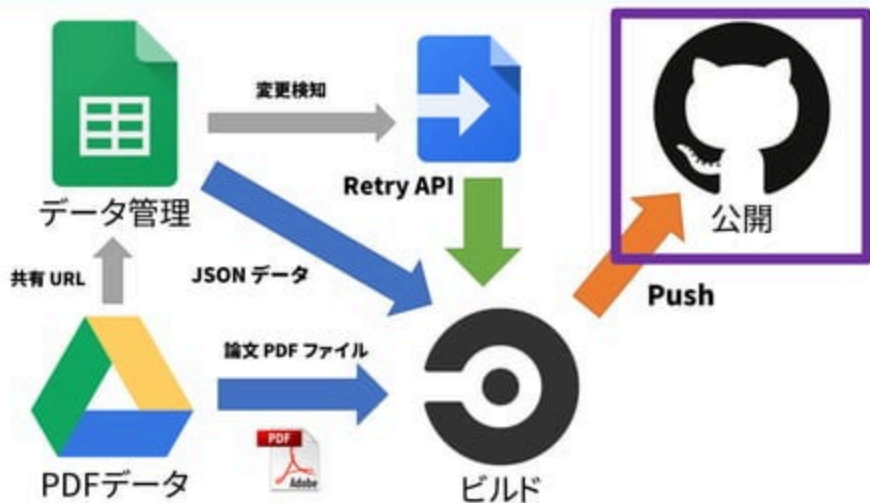 変更検知
Retry API
データ管理
公開
共有 URL
JSON データ
Push
論文 PDF ファイル
PDF
Adobe
PDFデータ
ビルド